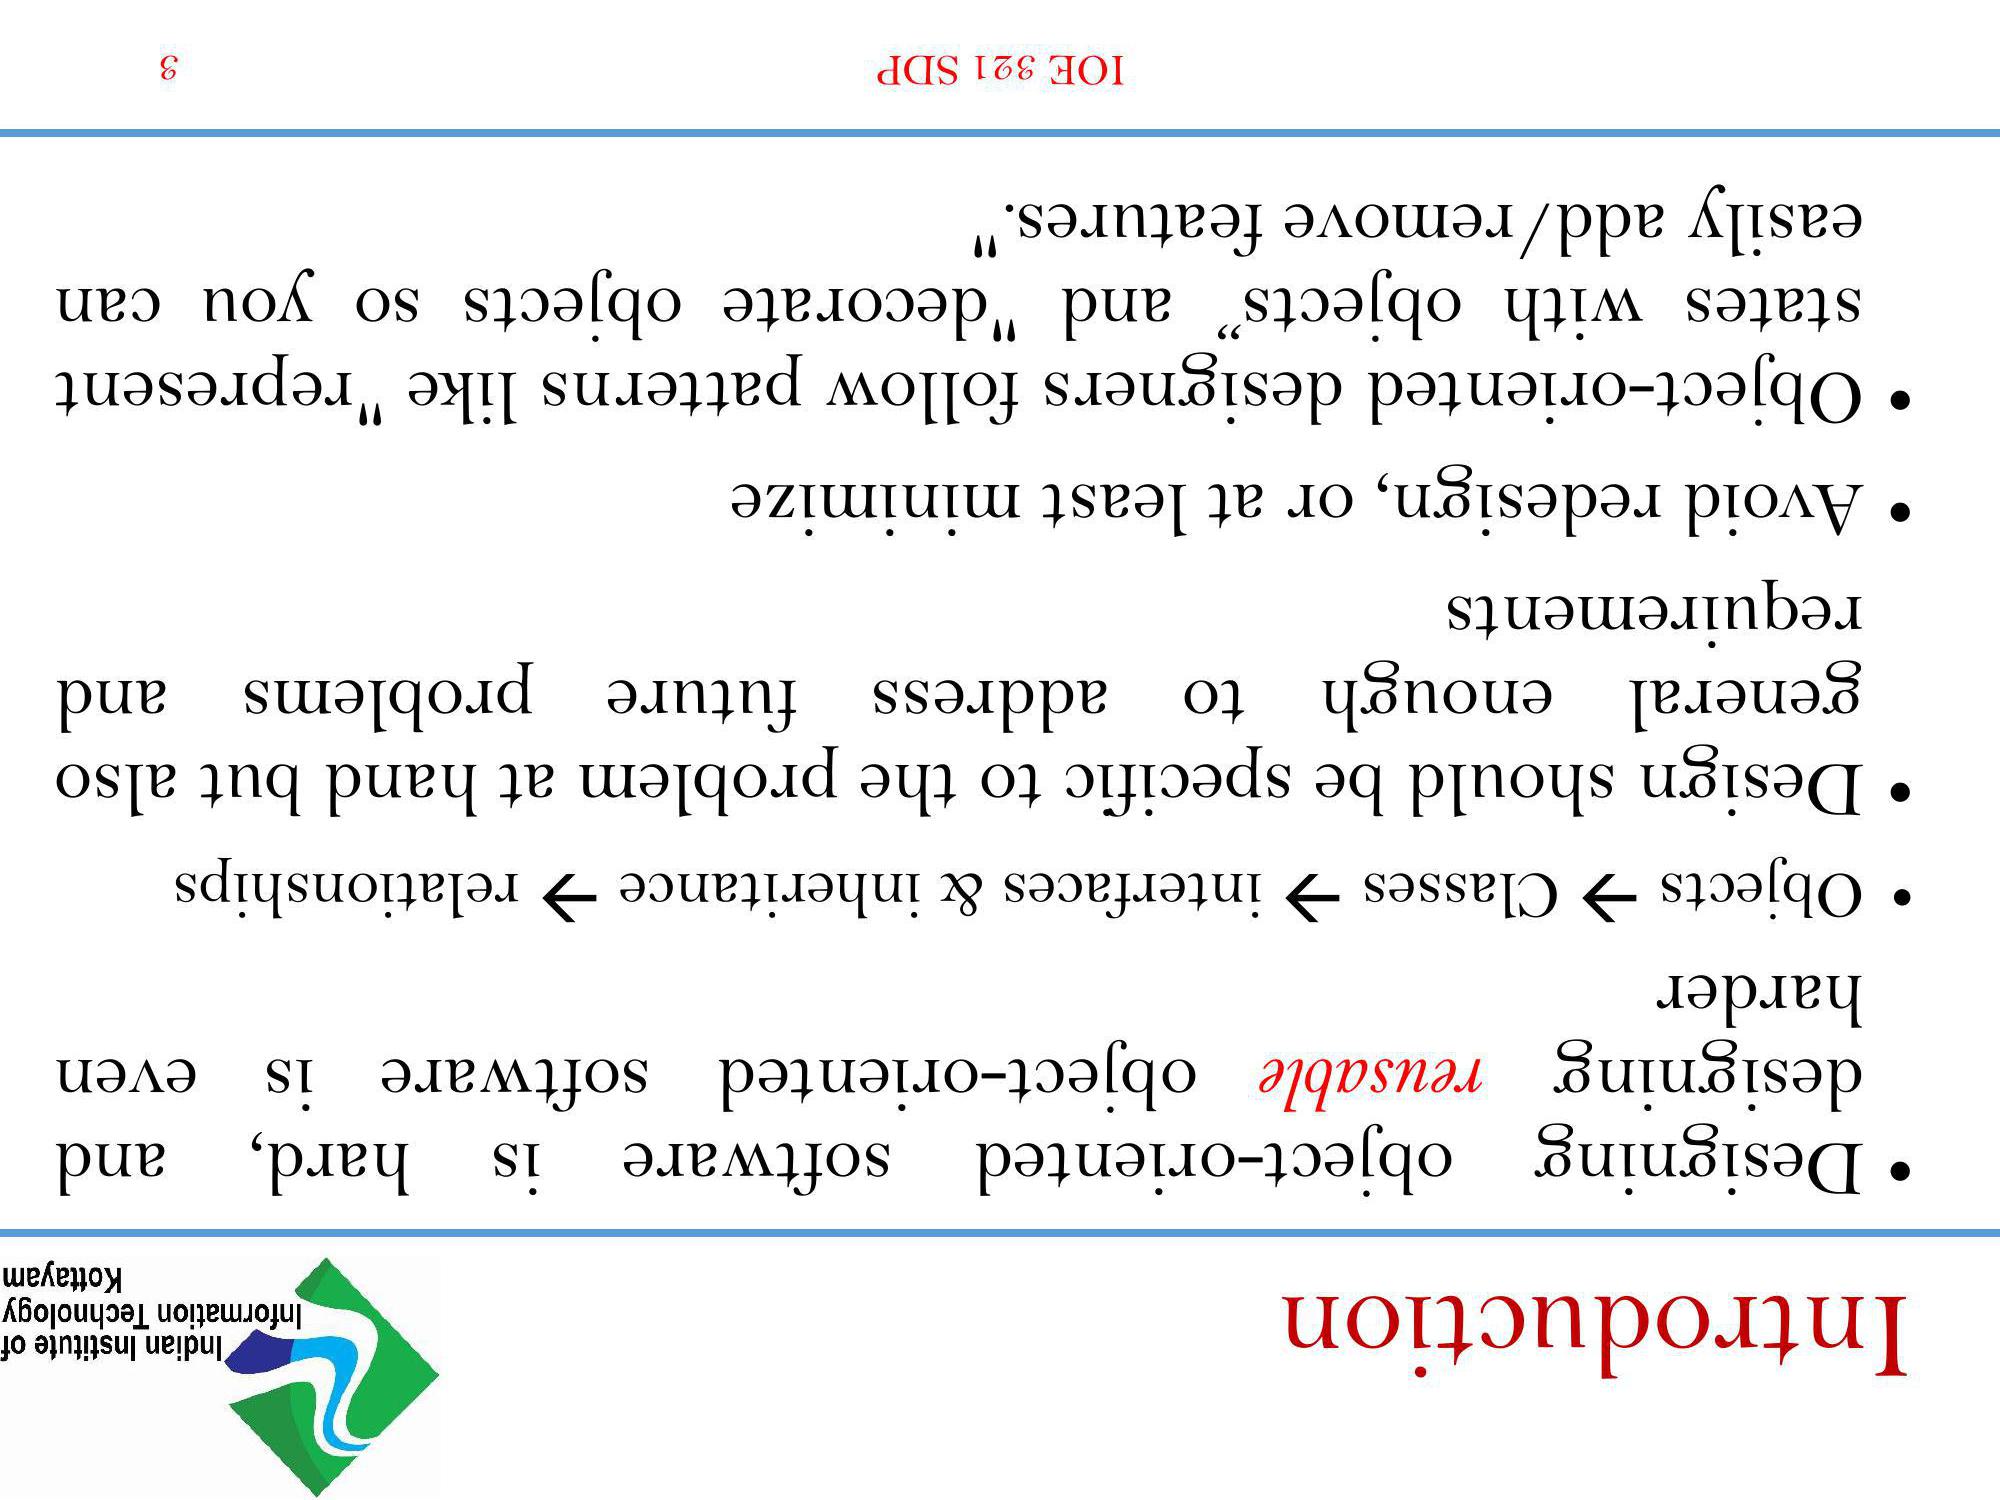 Introduction
Indian Institute of
Information Technology
Kottayam
• Designing object-oriented software is hard, and
designing reusable object-oriented software is even
harder
• Objects → Classes → interfaces & inheritance → relationships
• Design should be specific to the problem at hand but also
general enough to address future problems and
requirements
• Avoid redesign, or at least minimize
• Object-oriented designers follow patterns like "represent
states with objects“ and "decorate objects so you can
easily add/remove features."
IOE 321 SDP
3